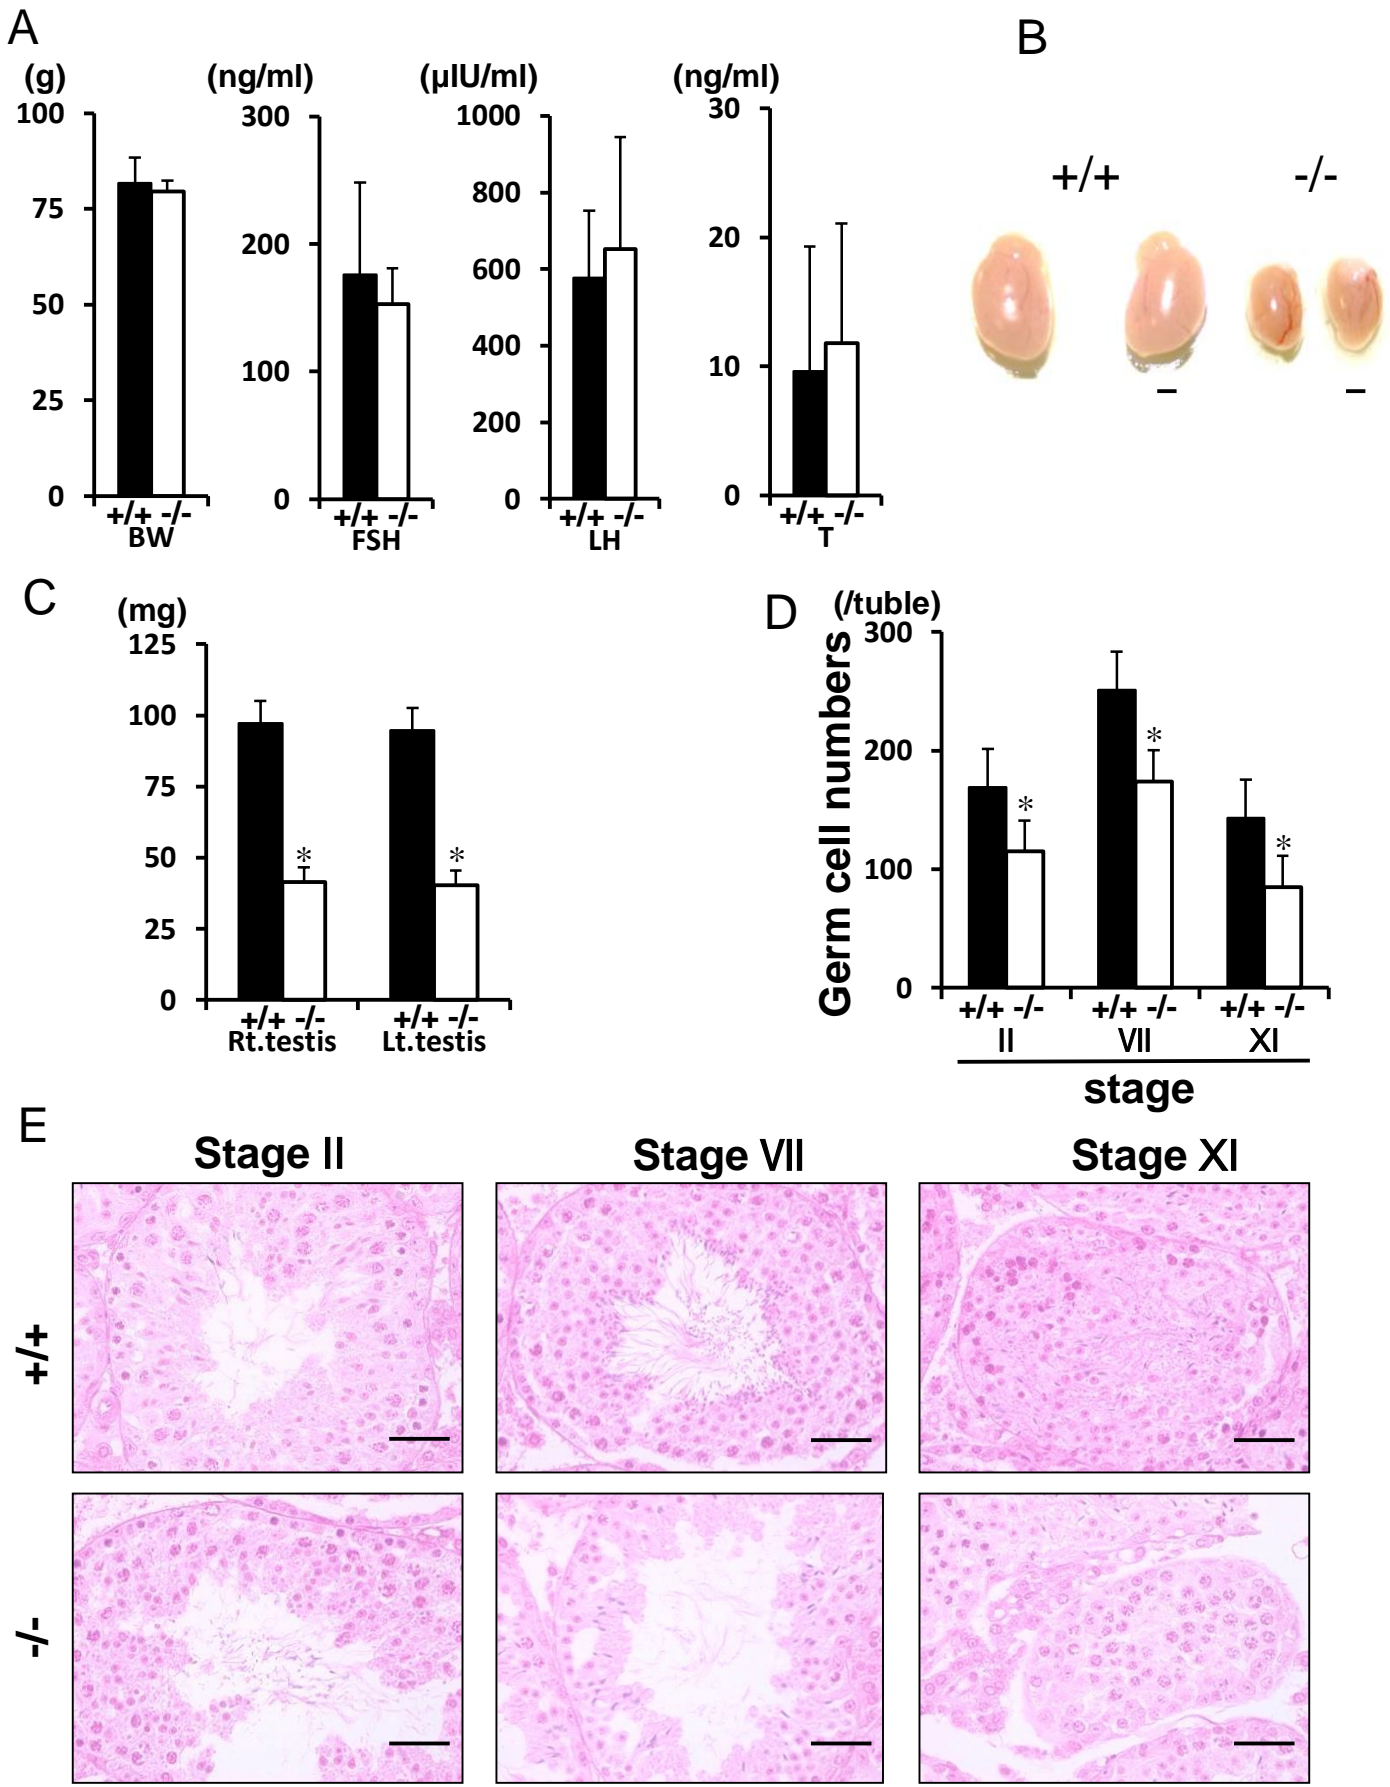 A
B
(g) (ng/ml) (µIU/ml) (ng/ml)
100
75
50
25
0
+/+ -/-
BW
300
200
100
0
+/+ -/-
FSH
1000
800
600
400
200
0
+/+ -/-
LH
30
20
10
0
+/+ -/-
T
+/+ -/-
C
(mg)
125
100
75
50
25
0
*
*
+/+ -/- +/+ -/-
Rt.testis Lt.testis
D
(/tuble)
Germ cell numbers
300
200
100
0
*
*
*
+/+ -/- +/+ -/- +/+ -/-
II VII XI
stage
E
Stage II Stage VII Stage XI
+/+
-/-